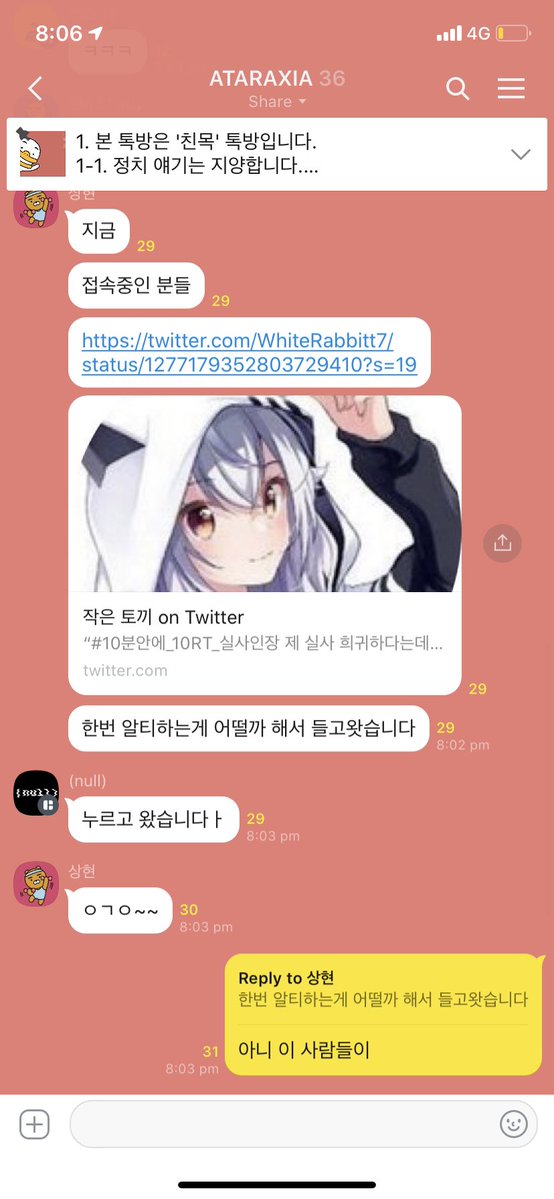 8:06
4G
ㅋㅋㅋ
ATARAXIA 36
Share
1. 본 톡방은 '친목' 톡방입니다.
1-1. 정치 얘기는 지양합니다....
상현
지금
29
접속중인 분들
29
https://twitter.com/WhiteRabbitt7/
status/1277179352803729410?s=19
작은 토끼 on Twitter
“#10분안에_10RT_실사인장 제 실사 희귀하다는데...
twitter.com
29
한번 알티하는게 어떨까 해서 들고왓습니다
29
8:02 pm
{null}
(null)
누르고 왔습니다ㅏ
29
8:03 pm
상현
ㅇㄱㅇ~~
30
8:03 pm
Reply to 상현
한번 알티하는게 어떨까 해서 들고왓습니다
아니 이 사람들이
31
8:03 pm